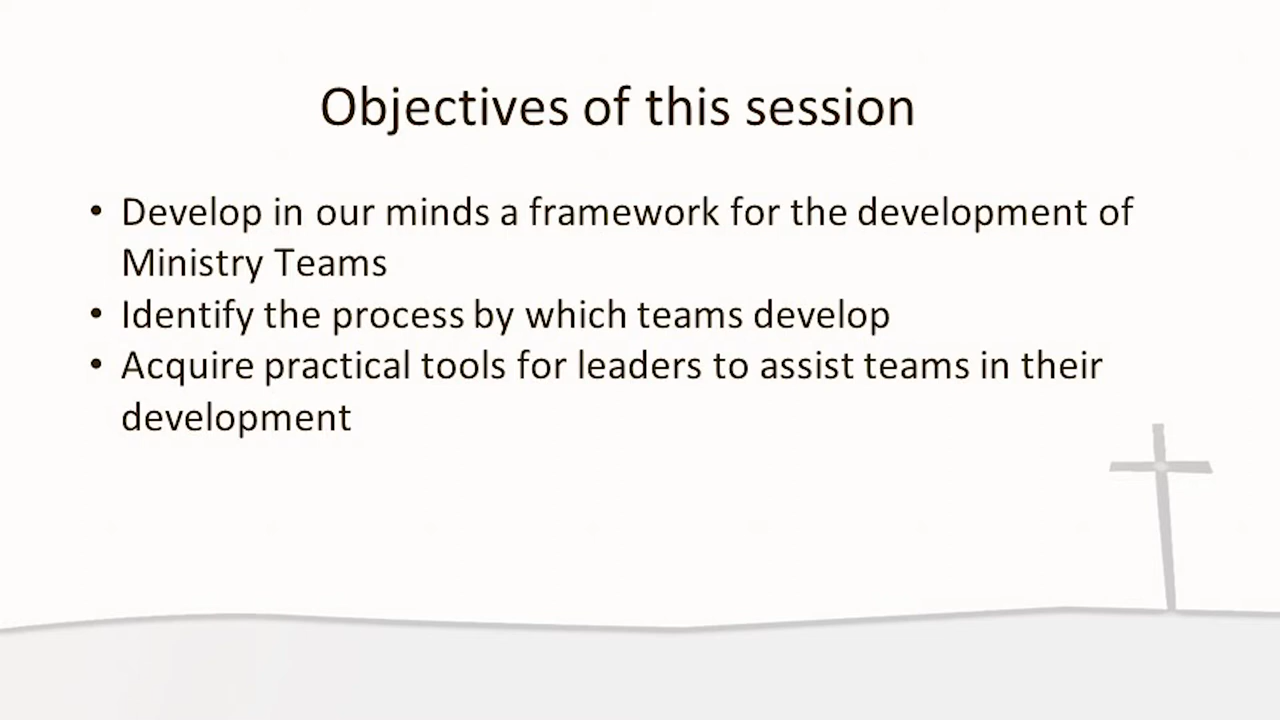 Objectives of this session
• Develop in our minds a framework for the development of
Ministry Teams
• Identify the process by which teams develop
• Acquire practical tools for leaders to assist teams in their
development